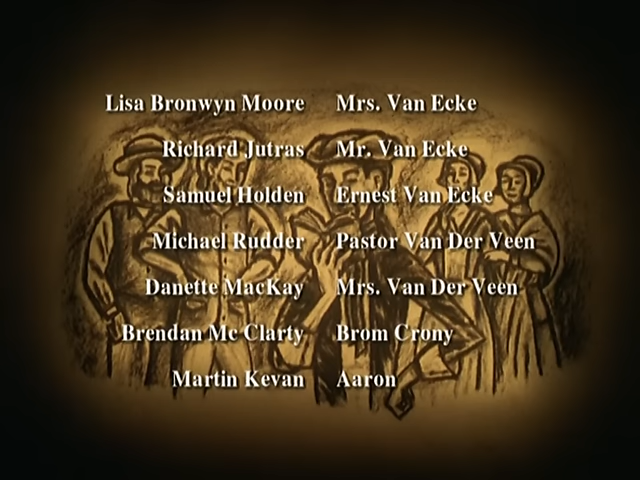 Lisa Bronwyn Moore Mrs. Van Ecke
Richard Jutras Mr. Van Ecke
Samuel Holden Ernest Van Ecke
Michael Rudder Pastor Van Der Veen
Danette MacKay Mrs. Van Der Veen
Brendan Mc Clarty Brom Crony
Martin Kevan Aaron